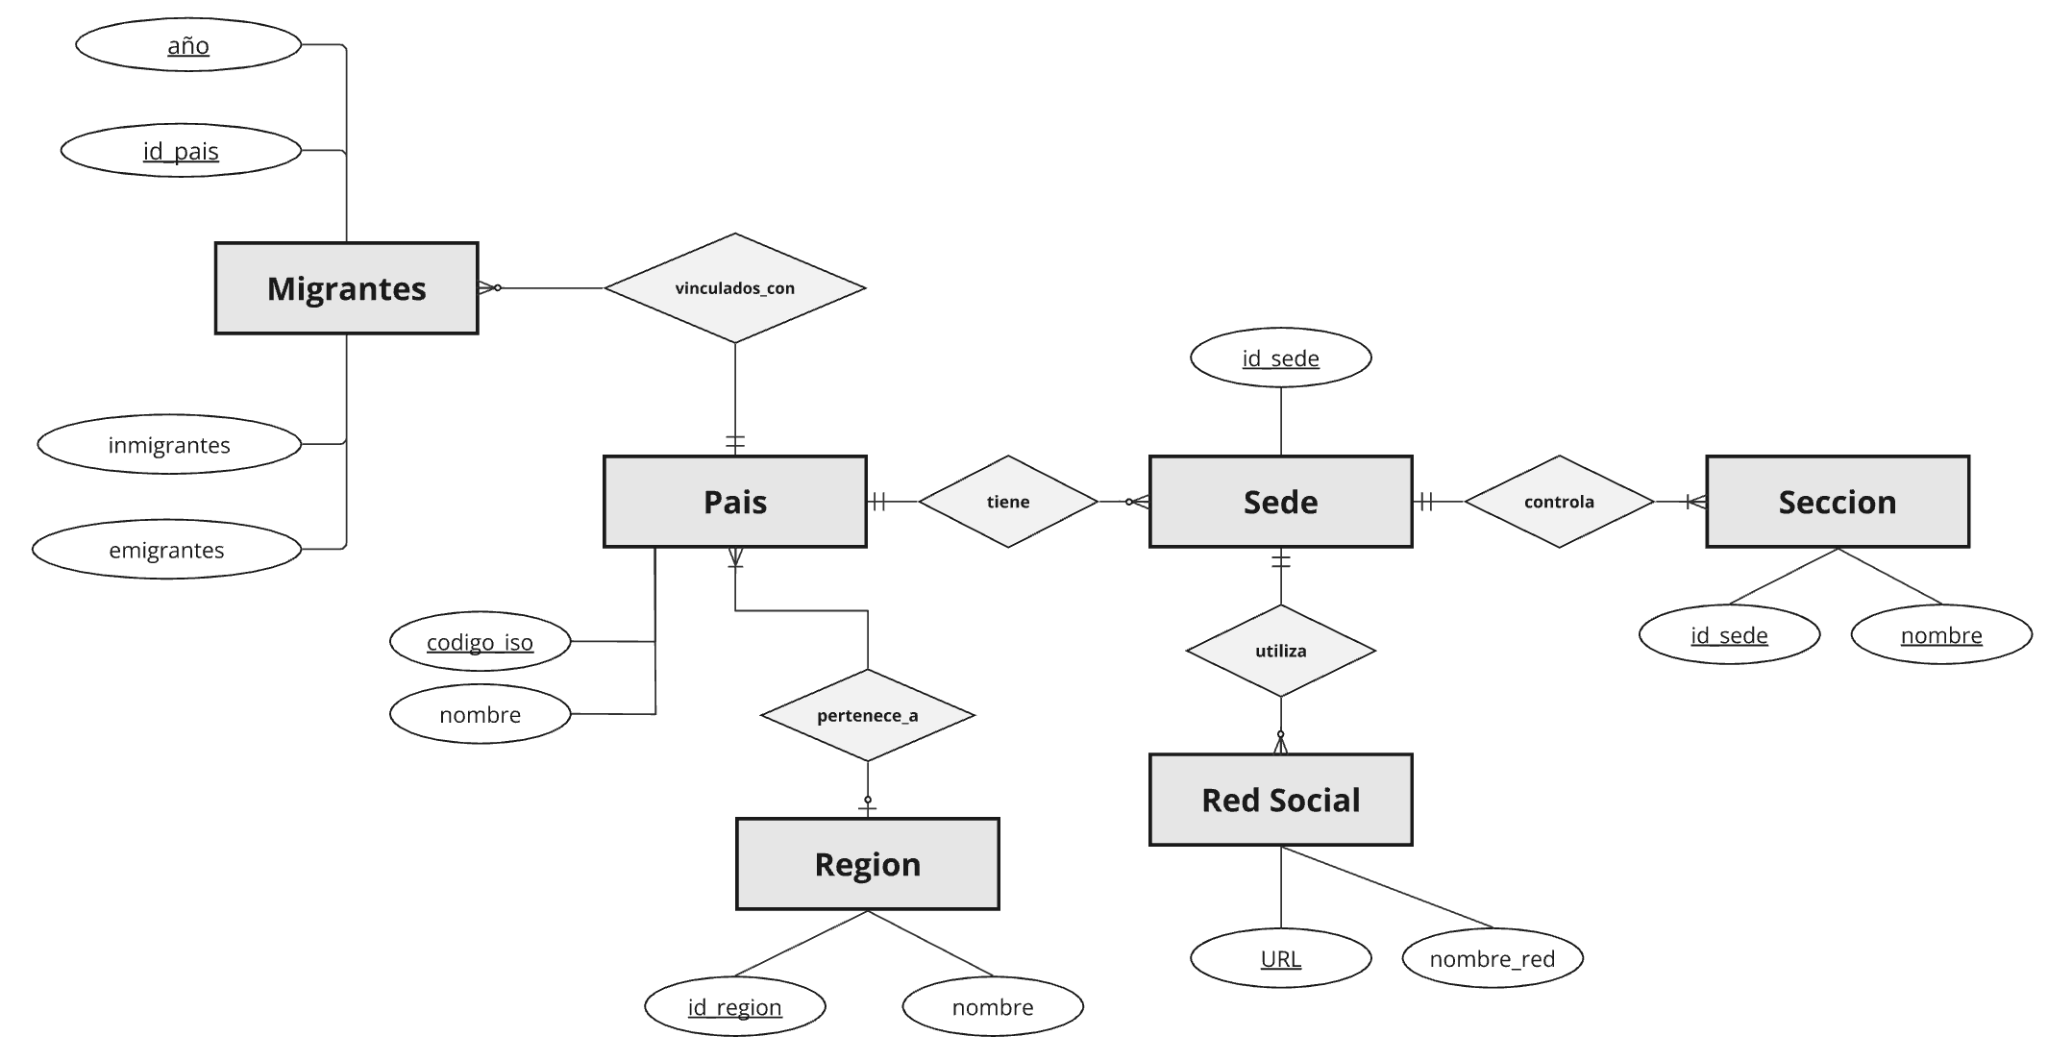 año
id_pais
Migrantes
vinculados_con
inmigrantes
emigrantes
id_sede
Pais
tiene
Sede
controla
Seccion
codigo_iso
nombre
pertenece_a
utiliza
id_sede
nombre
Region
Red Social
id_region
nombre
URL
nombre_red